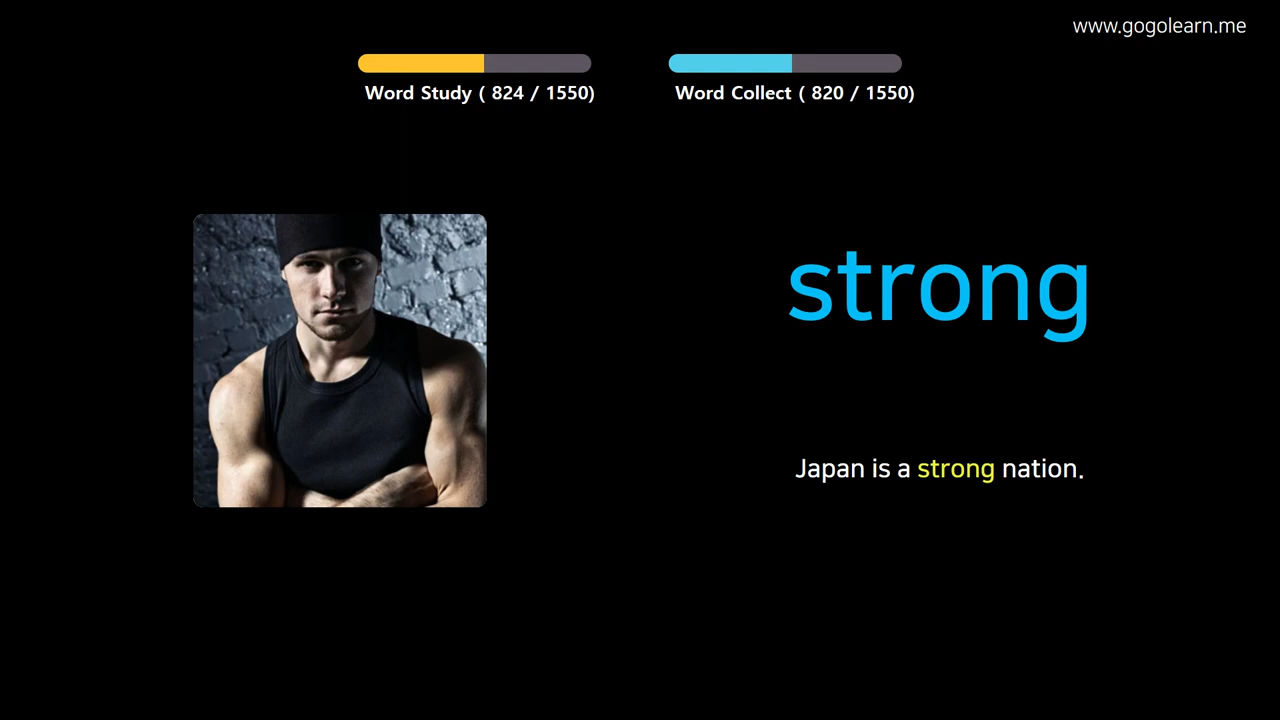 www.gogolearn.me
Word Study ( 824 / 1550)
Word Collect ( 820 / 1550)
strong
Japan is a strong nation.